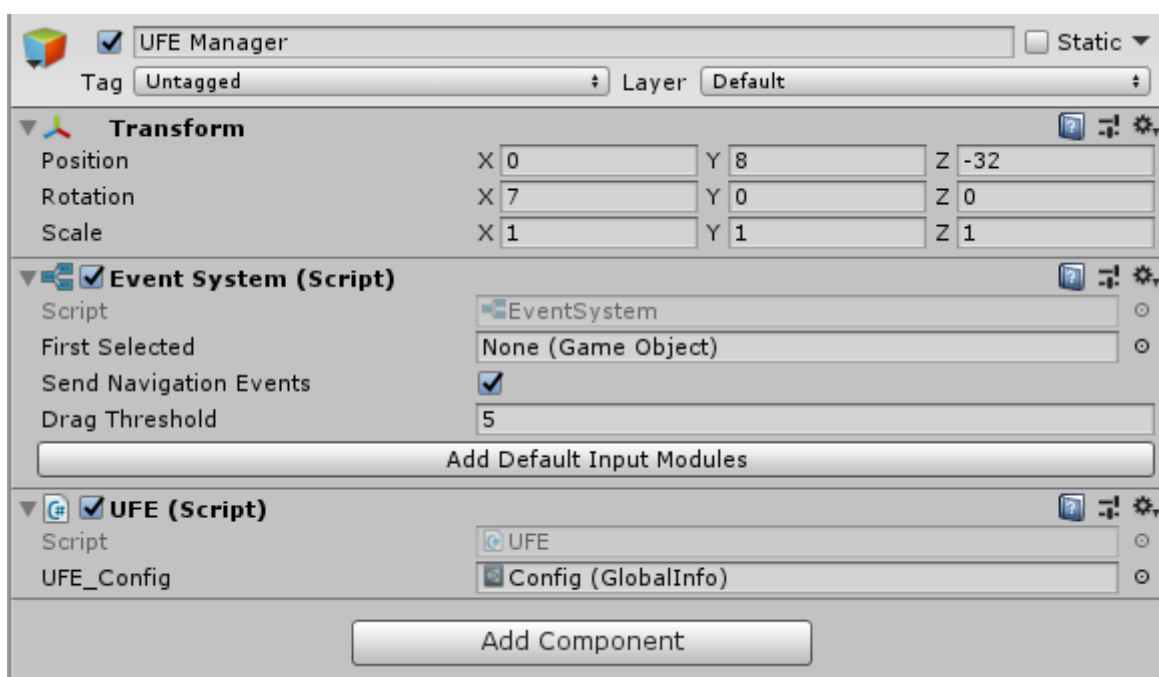 UFE Manager Static
Tag Untagged Layer Default
Transform
Position X 0 Y 8 Z -32
Rotation X 7 Y 0 Z 0
Scale X 1 Y 1 Z 1
Event System (Script)
Script EventSystem
First Selected None (Game Object)
Send Navigation Events
Drag Threshold 5
Add Default Input Modules
UFE (Script)
Script UFE
UFE_Config Config (GlobalInfo)
Add Component